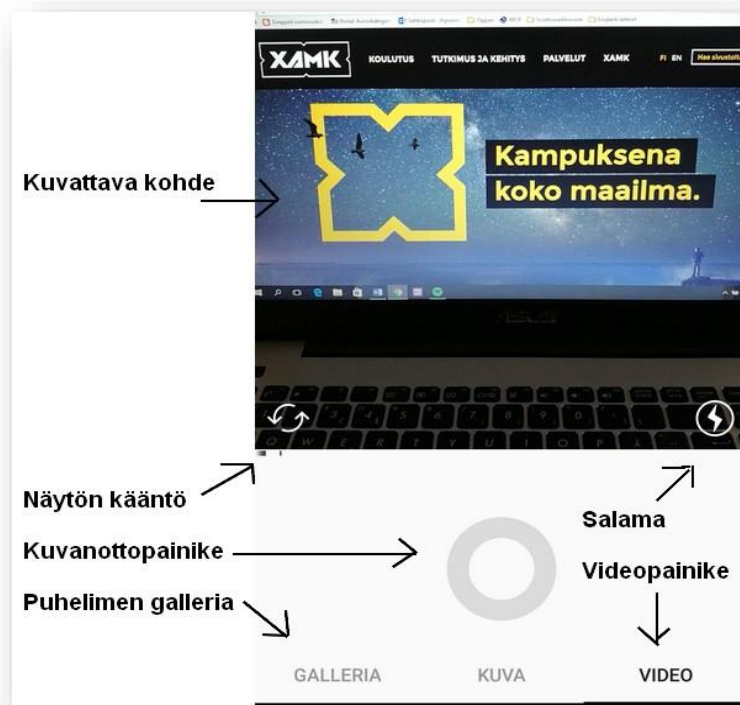 XAMK KOULUTUS TUTKIMUS JA KEHITYS PALVELUT XAMK FI EN
Kampuksena
koko maailma.
Kuvattava kohde
ASUS
Q W E R T Y U I O P Å
Näytön kääntö
Salama
Kuvanottopainike
Videopainike
Puhelimen galleria
GALLERIA KUVA VIDEO